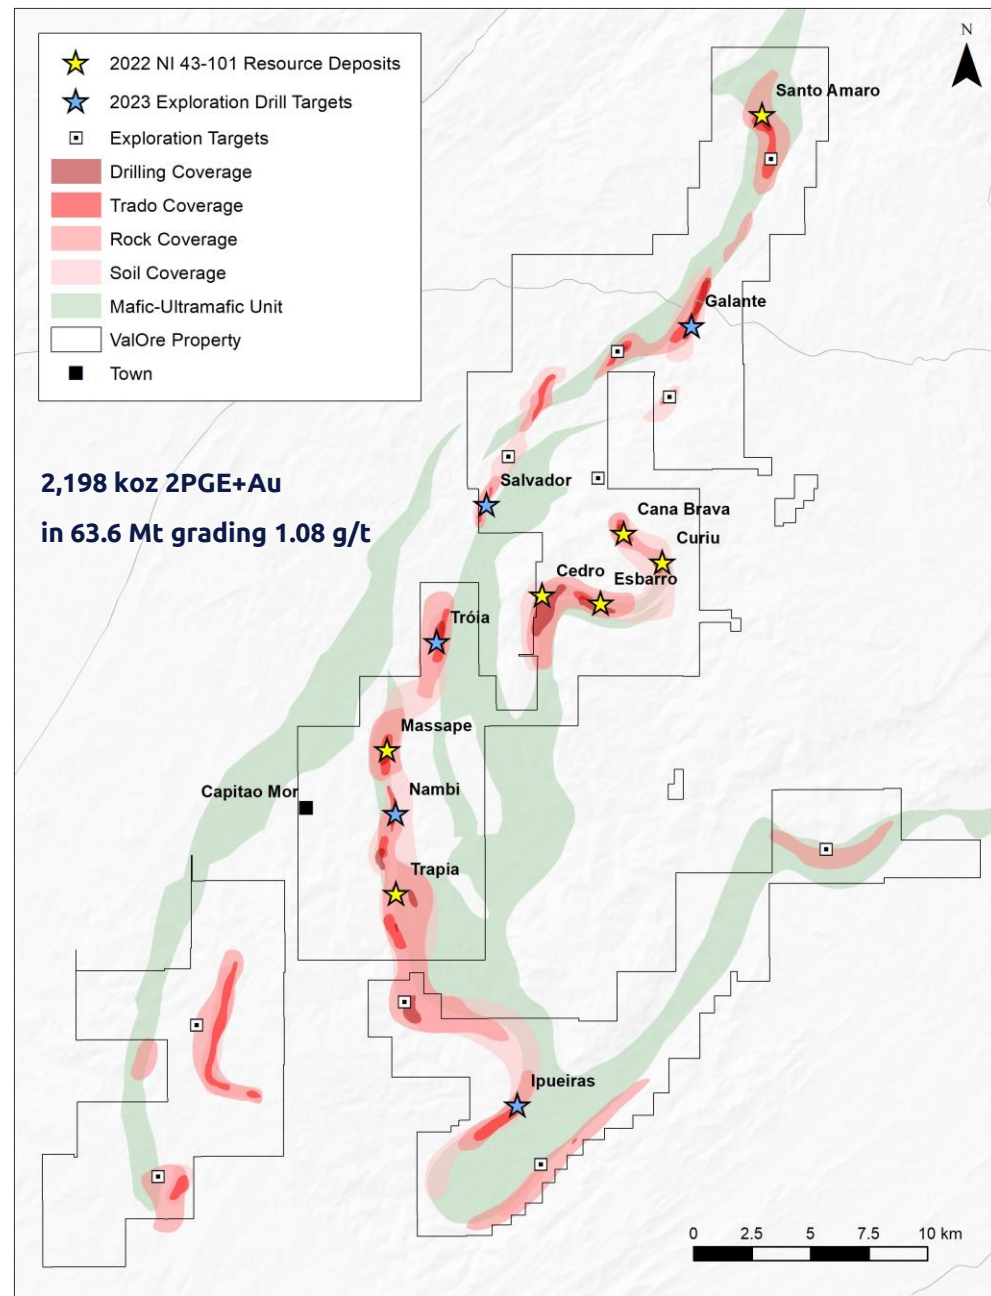 N
2022 NI 43-101 Resource Deposits
2023 Exploration Drill Targets
Exploration Targets
Drilling Coverage
Trado Coverage
Rock Coverage
Soil Coverage
Mafic-Ultramafic Unit
ValOre Property
Town
Santo Amaro
Galante
2,198 koz 2PGE+Au
in 63.6 Mt grading 1.08 g/t
Salvador
Cana Brava
Curiu
Cedro
Esbarro
Tróia
Massape
Capitao Mor
Nambi
Trapia
Ipueiras
0 2.5 5 7.5 10 km